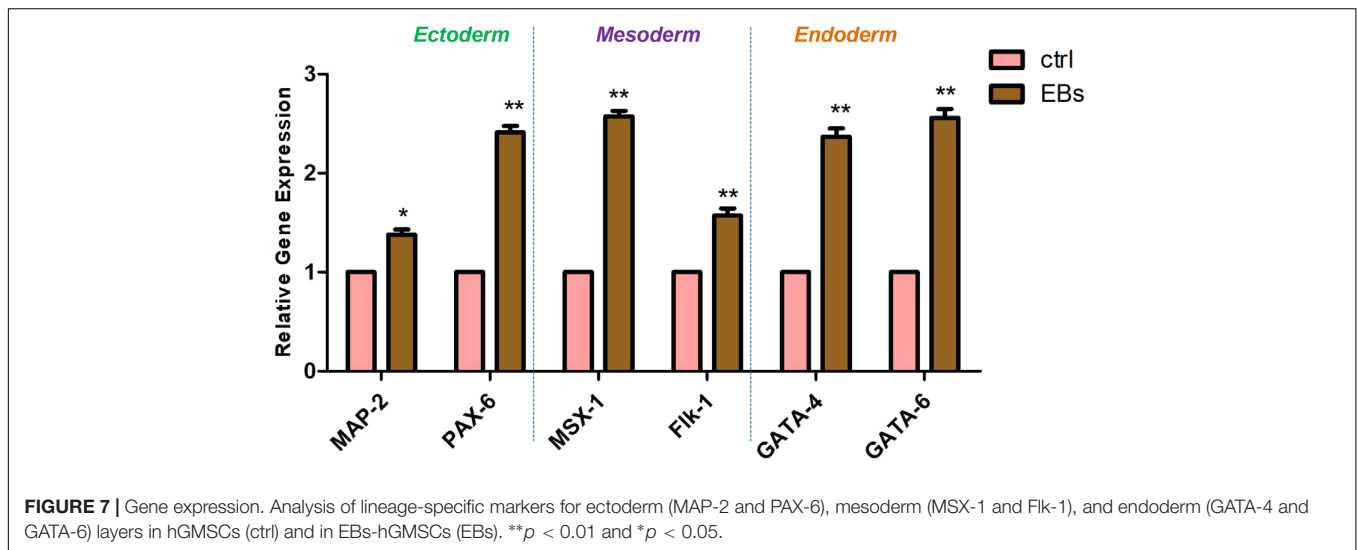 Ectoderm Mesoderm Endoderm
ctrl
EBs
Relative Gene Expression
3
2
1
0
* ** ** ** ** **
MAP-2 PAX-6 MSX-1 Flk-1 GATA-4 GATA-6
FIGURE 7 | Gene expression. Analysis of lineage-specific markers for ectoderm (MAP-2 and PAX-6), mesoderm (MSX-1 and Flk-1), and endoderm (GATA-4 and
GATA-6) layers in hGMSCs (ctrl) and in EBs-hGMSCs (EBs). **p < 0.01 and *p < 0.05.